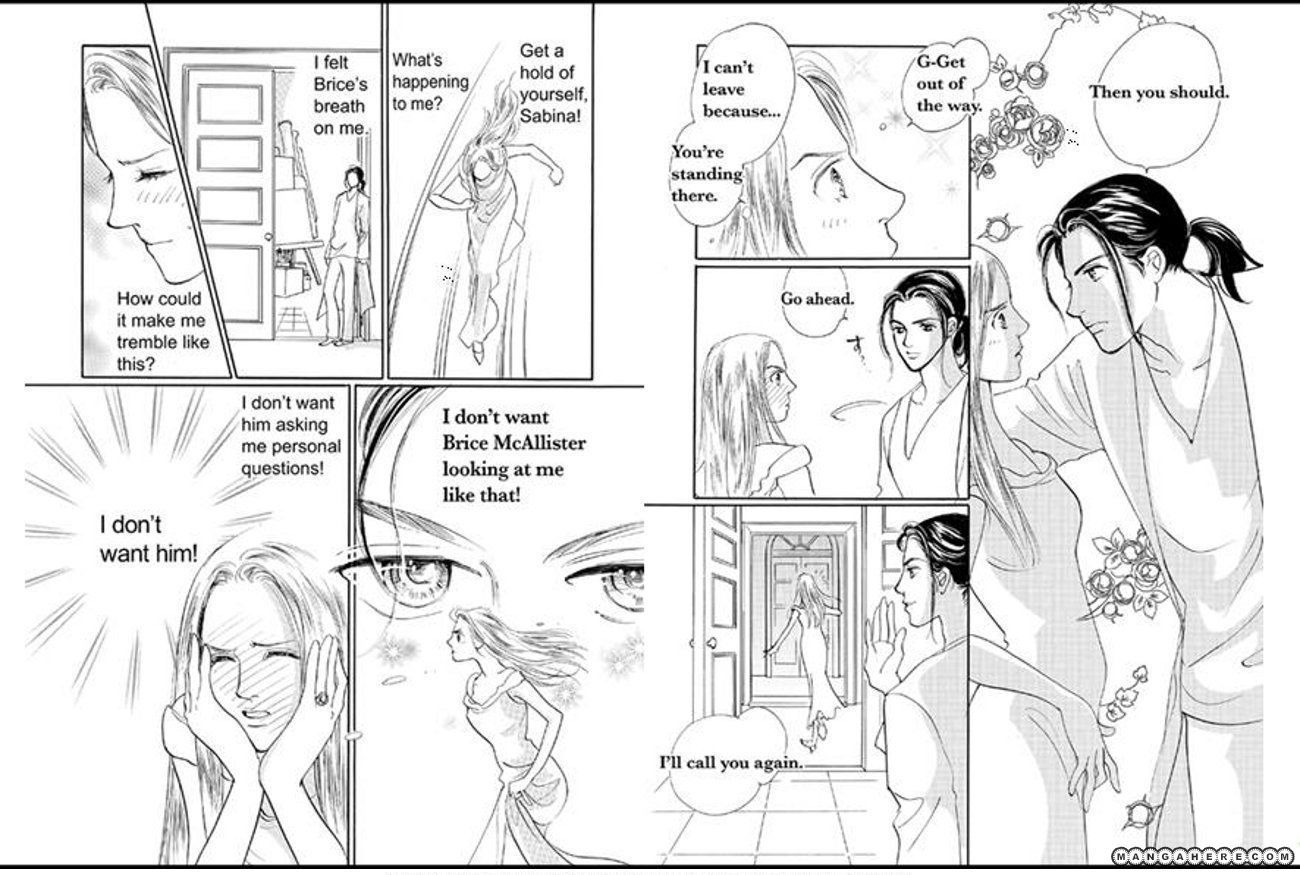 Then you should.
G-Get
out of
the way.
I can't
leave
because...
You're
standing
there.
Go ahead.
す
I'll call you again.
Get a
hold of
yourself,
Sabina!
What's
happening
to me?
I felt
Brice's
breath
on me.
How could
it make me
tremble like
this?
I don't want
Brice McAllister
looking at me
like that!
I don't want
him asking
me personal
questions!
I don't
want him!
MANGAHERE.COM